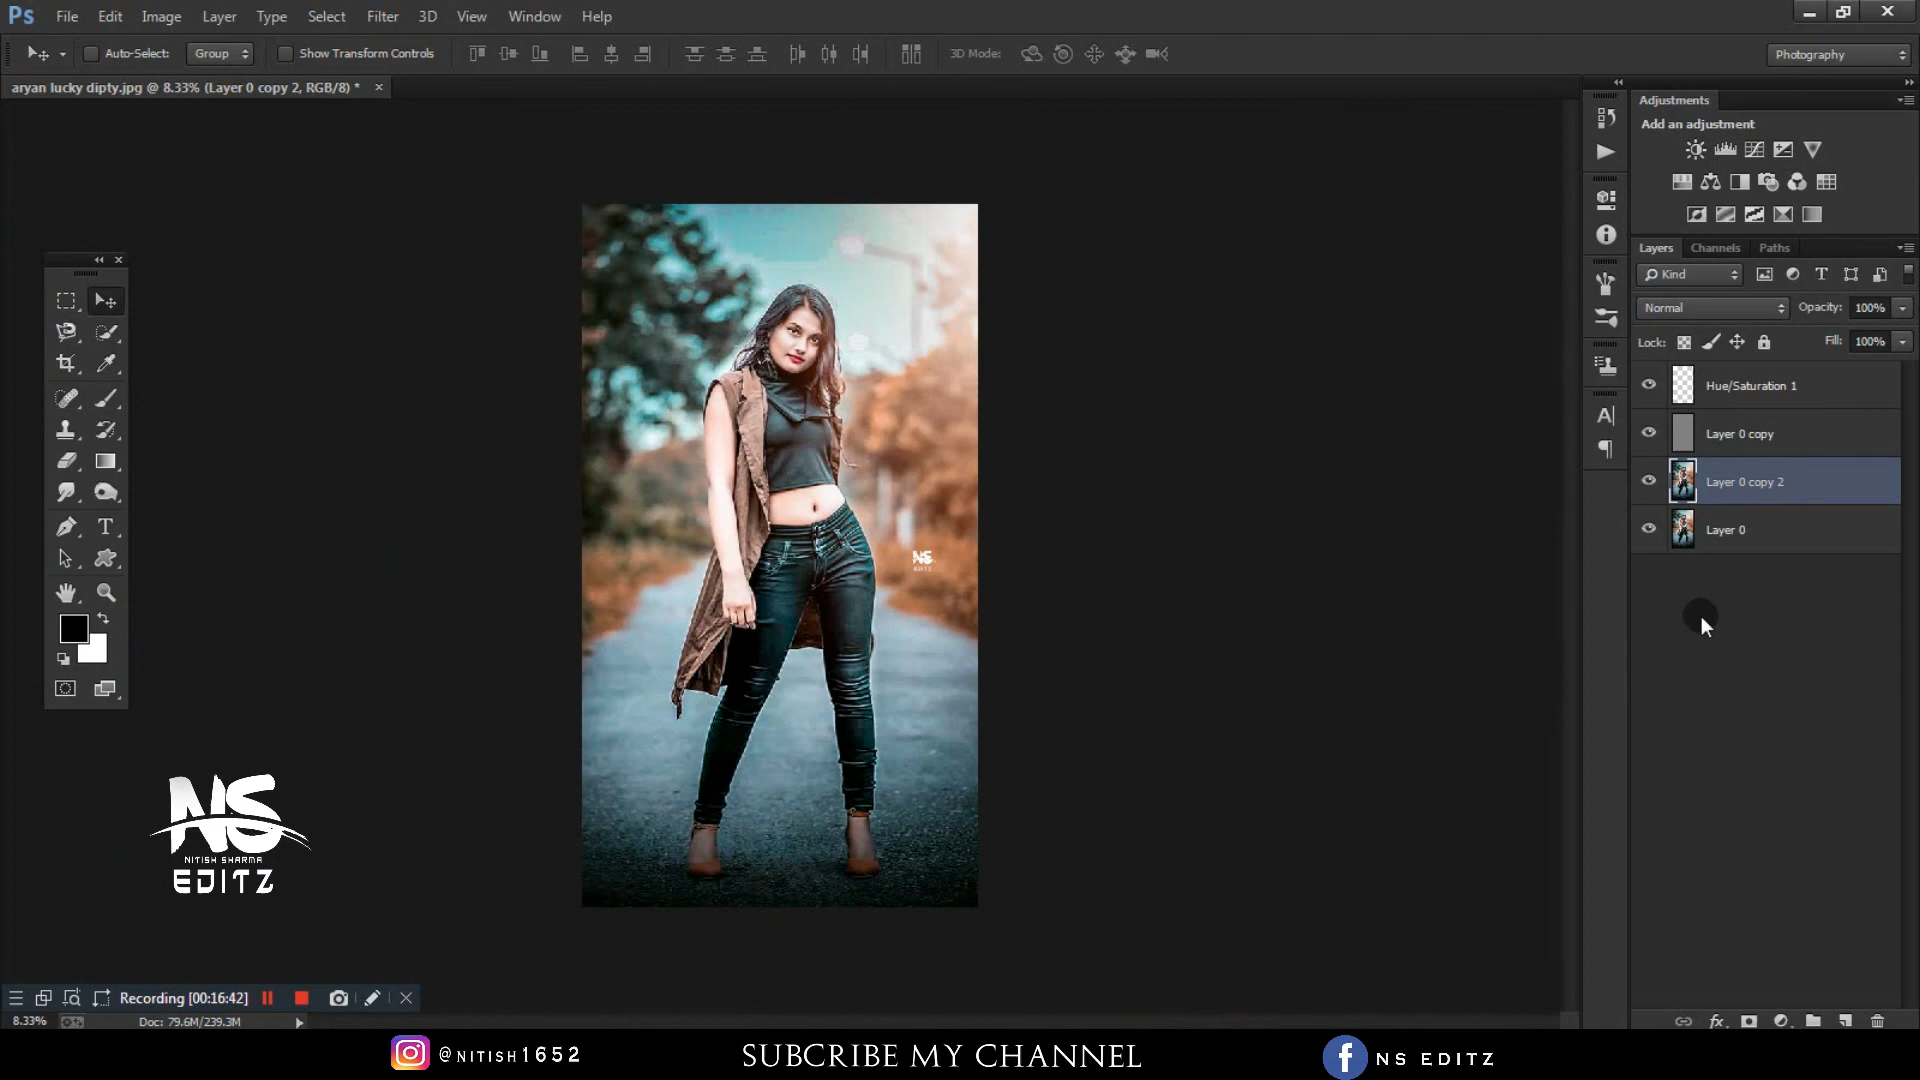 Ps File Edit Image Layer Type Select Filter 3D View Window Help
Auto-Select: Group Show Transform Controls 3D Mode: Photography
aryan lucky dipty.jpg @ 8.33% (Layer 0 copy 2, RGB/8) *
Adjustments
Add an adjustment
Layers Channels Paths
Kind
Normal Opacity: 100%
Lock: Fill: 100%
Hue/Saturation 1
Layer 0 copy
Layer 0 copy 2
Layer 0
NS
EDITZ
NS
NITISH SHARMA
EDITZ
Recording [00:16:42]
8.33% Doc: 79.6M/239.3M
@NITISH1652 SUBCRIBE MY CHANNEL NS EDITZ